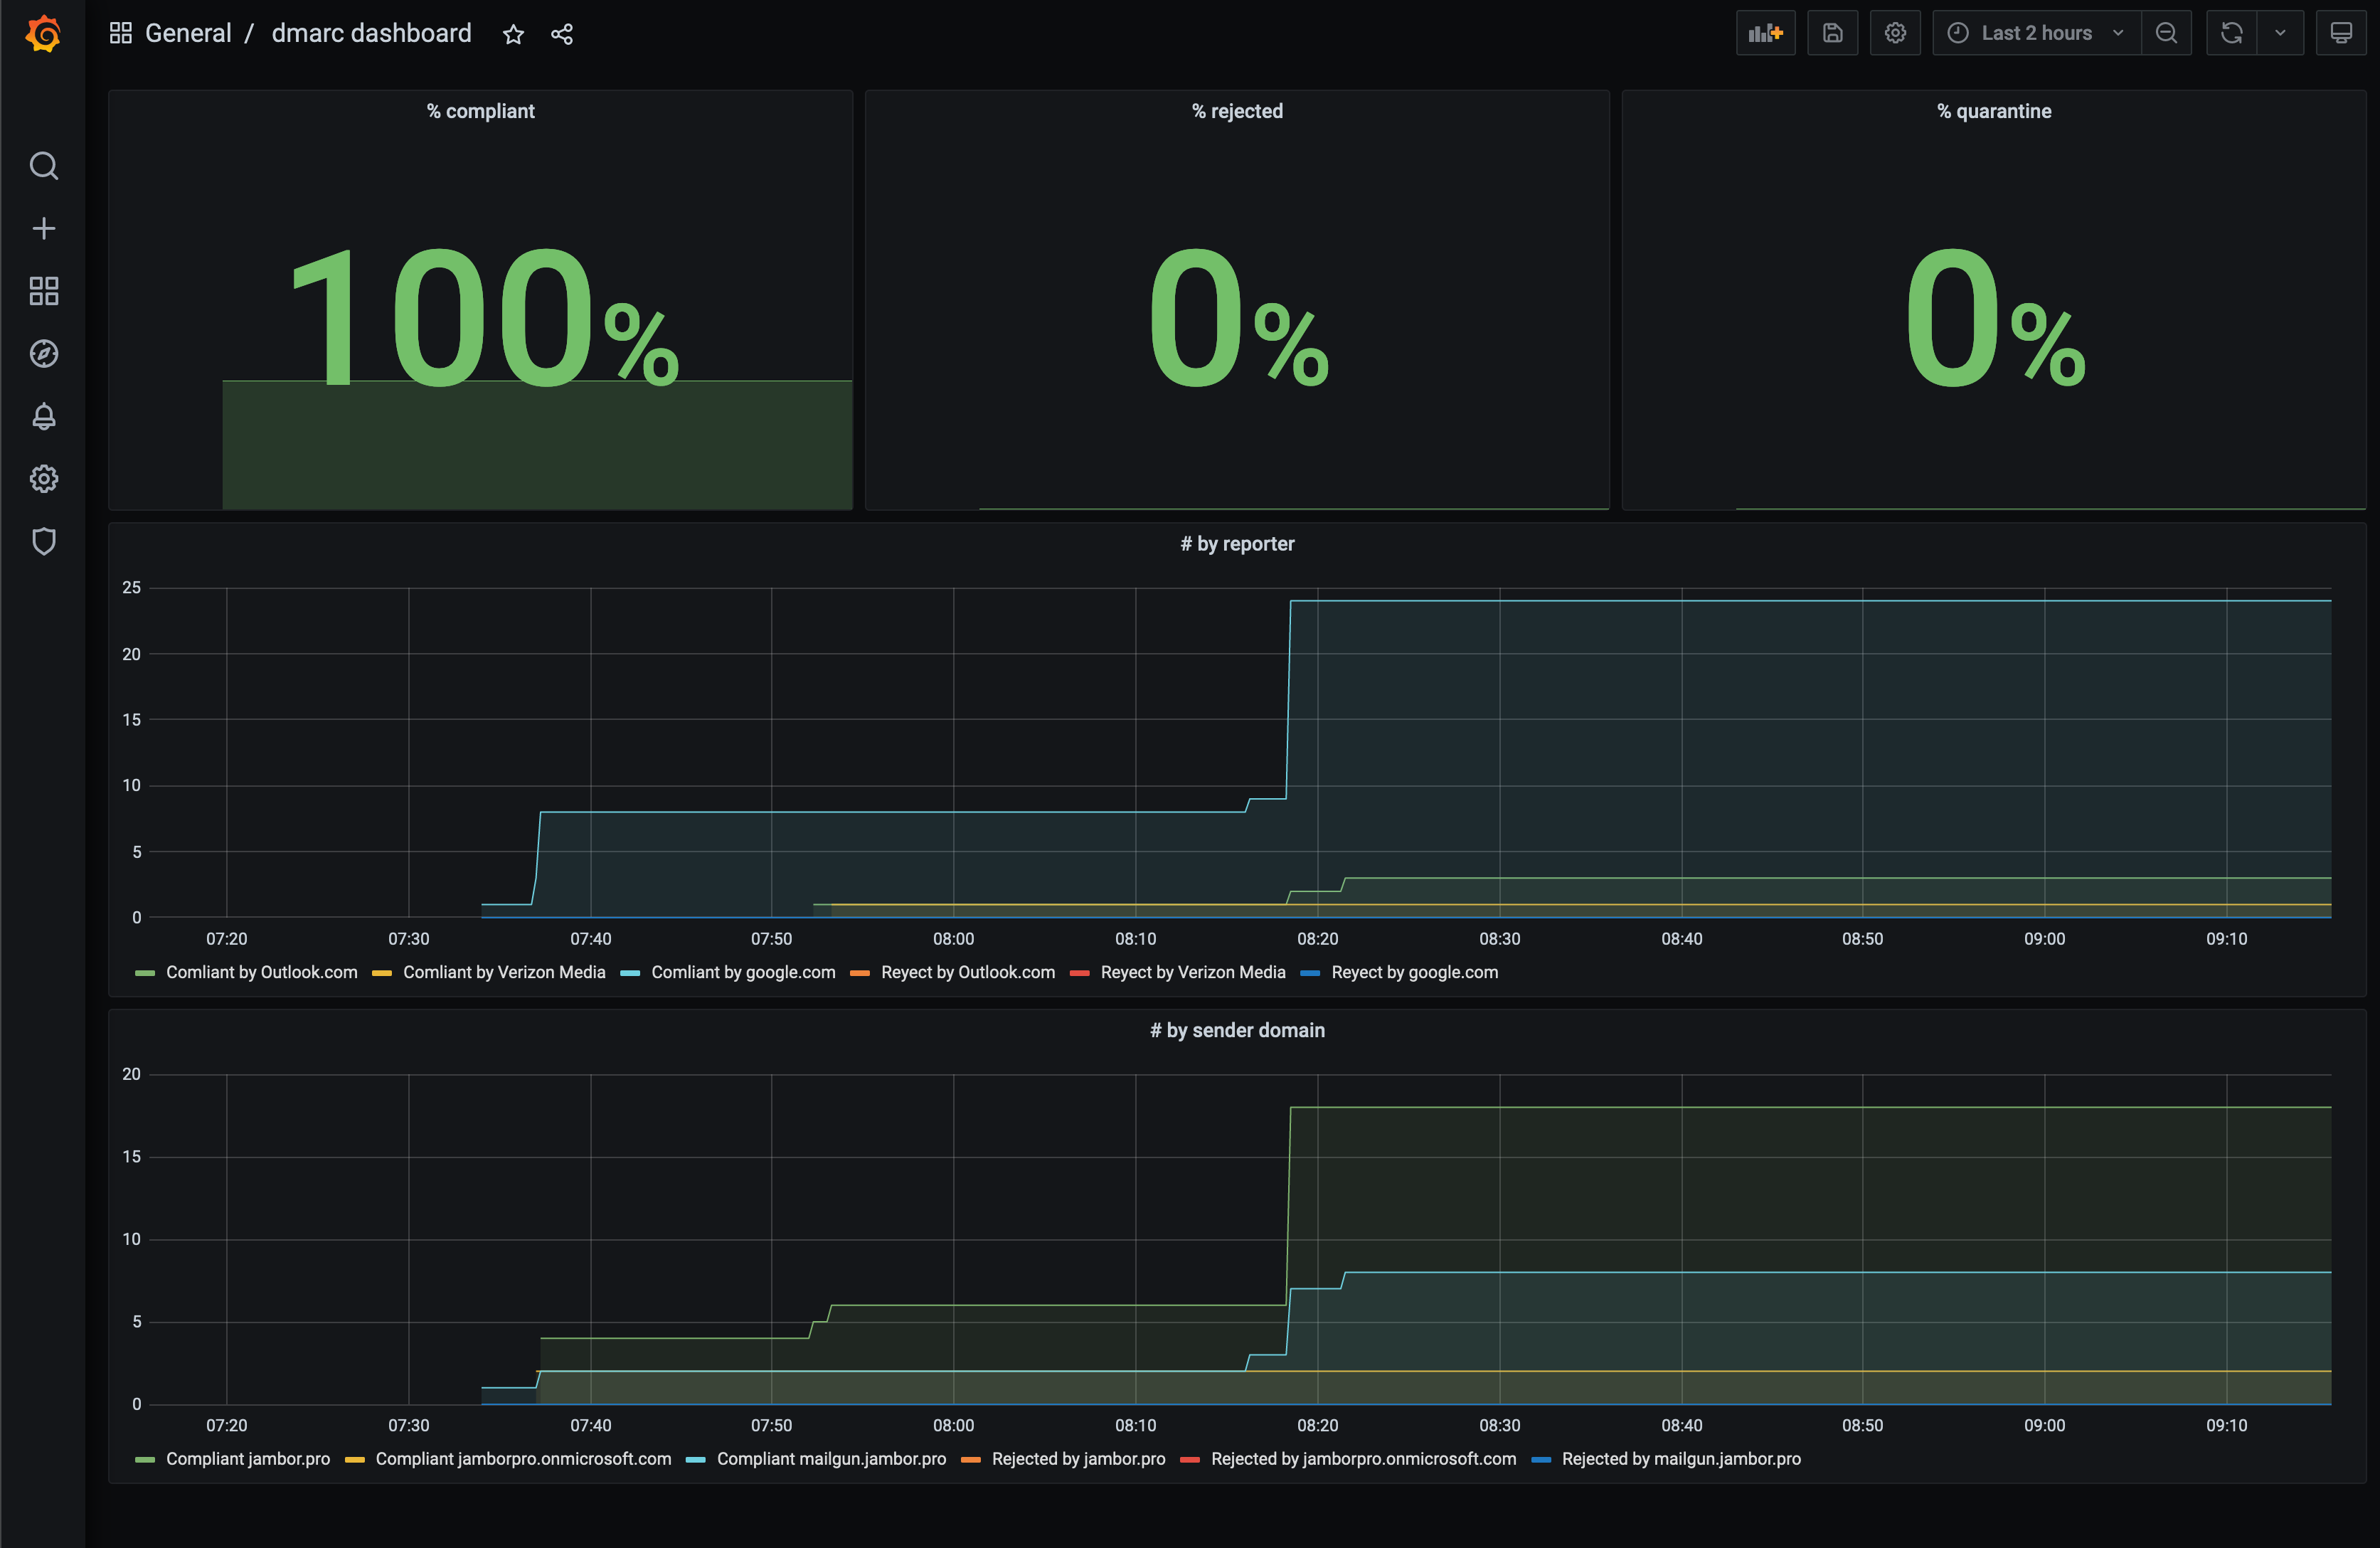 General / dmarc dashboard
Last 2 hours
% compliant
% rejected
% quarantine
100%
0%
0%
# by reporter
25
20
15
10
5
0
07:20 07:30 07:40 07:50 08:00 08:10 08:20 08:30 08:40 08:50 09:00 09:10
Comliant by Outlook.com Comliant by Verizon Media Comliant by google.com Reyect by Outlook.com Reyect by Verizon Media Reyect by google.com
# by sender domain
20
15
10
5
0
07:20 07:30 07:40 07:50 08:00 08:10 08:20 08:30 08:40 08:50 09:00 09:10
Compliant jambor.pro Compliant jamborpro.onmicrosoft.com Compliant mailgun.jambor.pro Rejected by jambor.pro Rejected by jamborpro.onmicrosoft.com Rejected by mailgun.jambor.pro